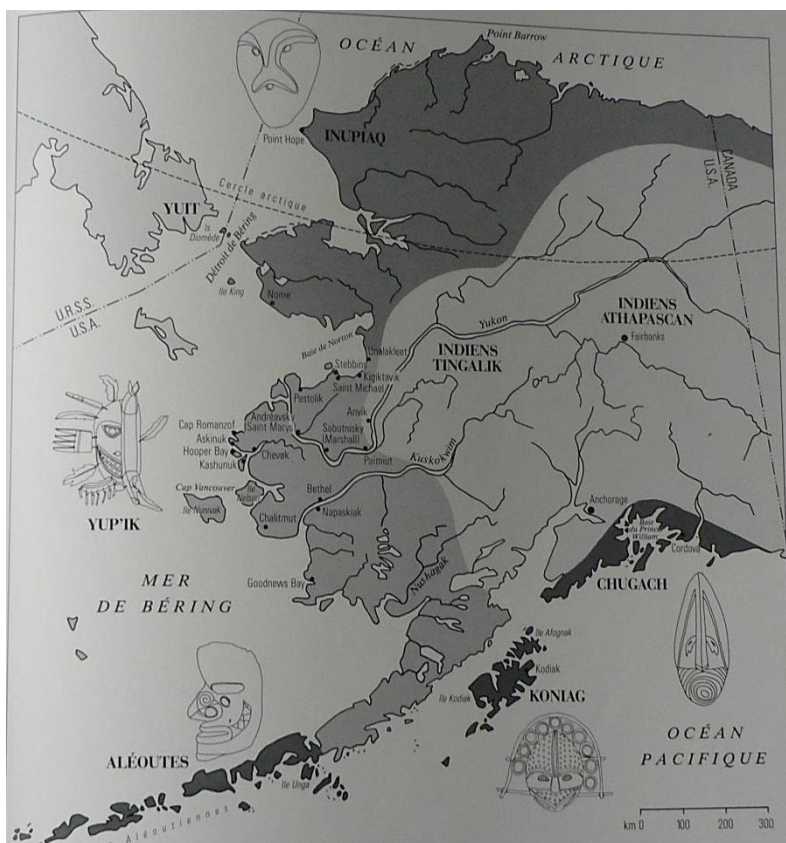 Point Barrow
OCÉAN
ARCTIQUE
Point Hope
INUPIAQ
Cercle arctique
CANADA
U.S.A.
YUIT
Is.
Diomède
Détroit de Béring
Ile King
Nome
U.R.S.S.
U.S.A.
Yukon
INDIENS
ATHAPASCAN
Fairbanks
Baie de Norton
Unalakleet
INDIENS
TINGALIK
Stebbins
Kigiktavik
Saint Michael
Pastolik
Andréavsky
(Saint Marys)
Anvik
Sabotnisky
(Marshall)
Cap Romanzof
Askinuk
Hooper Bay
Kashunuk
Chevak
Paimiut
Kuskokwim
Cap Vancouver
Ile
Nelson
Ile Nunivak
Bethel
Napaskiak
Chalitmut
YUP'IK
Anchorage
Baie
du Prince
William
Cordova
CHUGACH
MER
DE BÉRING
Goodnews Bay
Nushagak
Ile Afognak
Kodiak
Ile Kodiak
KONIAG
OCÉAN
PACIFIQUE
ALÉOUTES
Ile Unga
Aléoutiennes
km 0 100 200 300